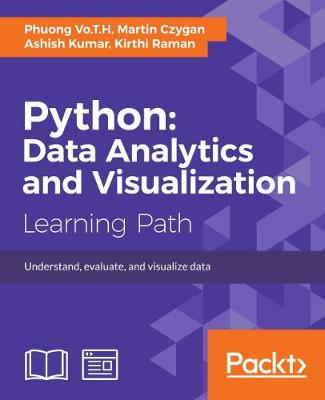 Phuong Vo.T.H, Martin Czygan
Ashish Kumar, Kirthi Raman
Python:
Data Analytics
and Visualization
Learning Path
Understand, evaluate, and visualize data
Packt>